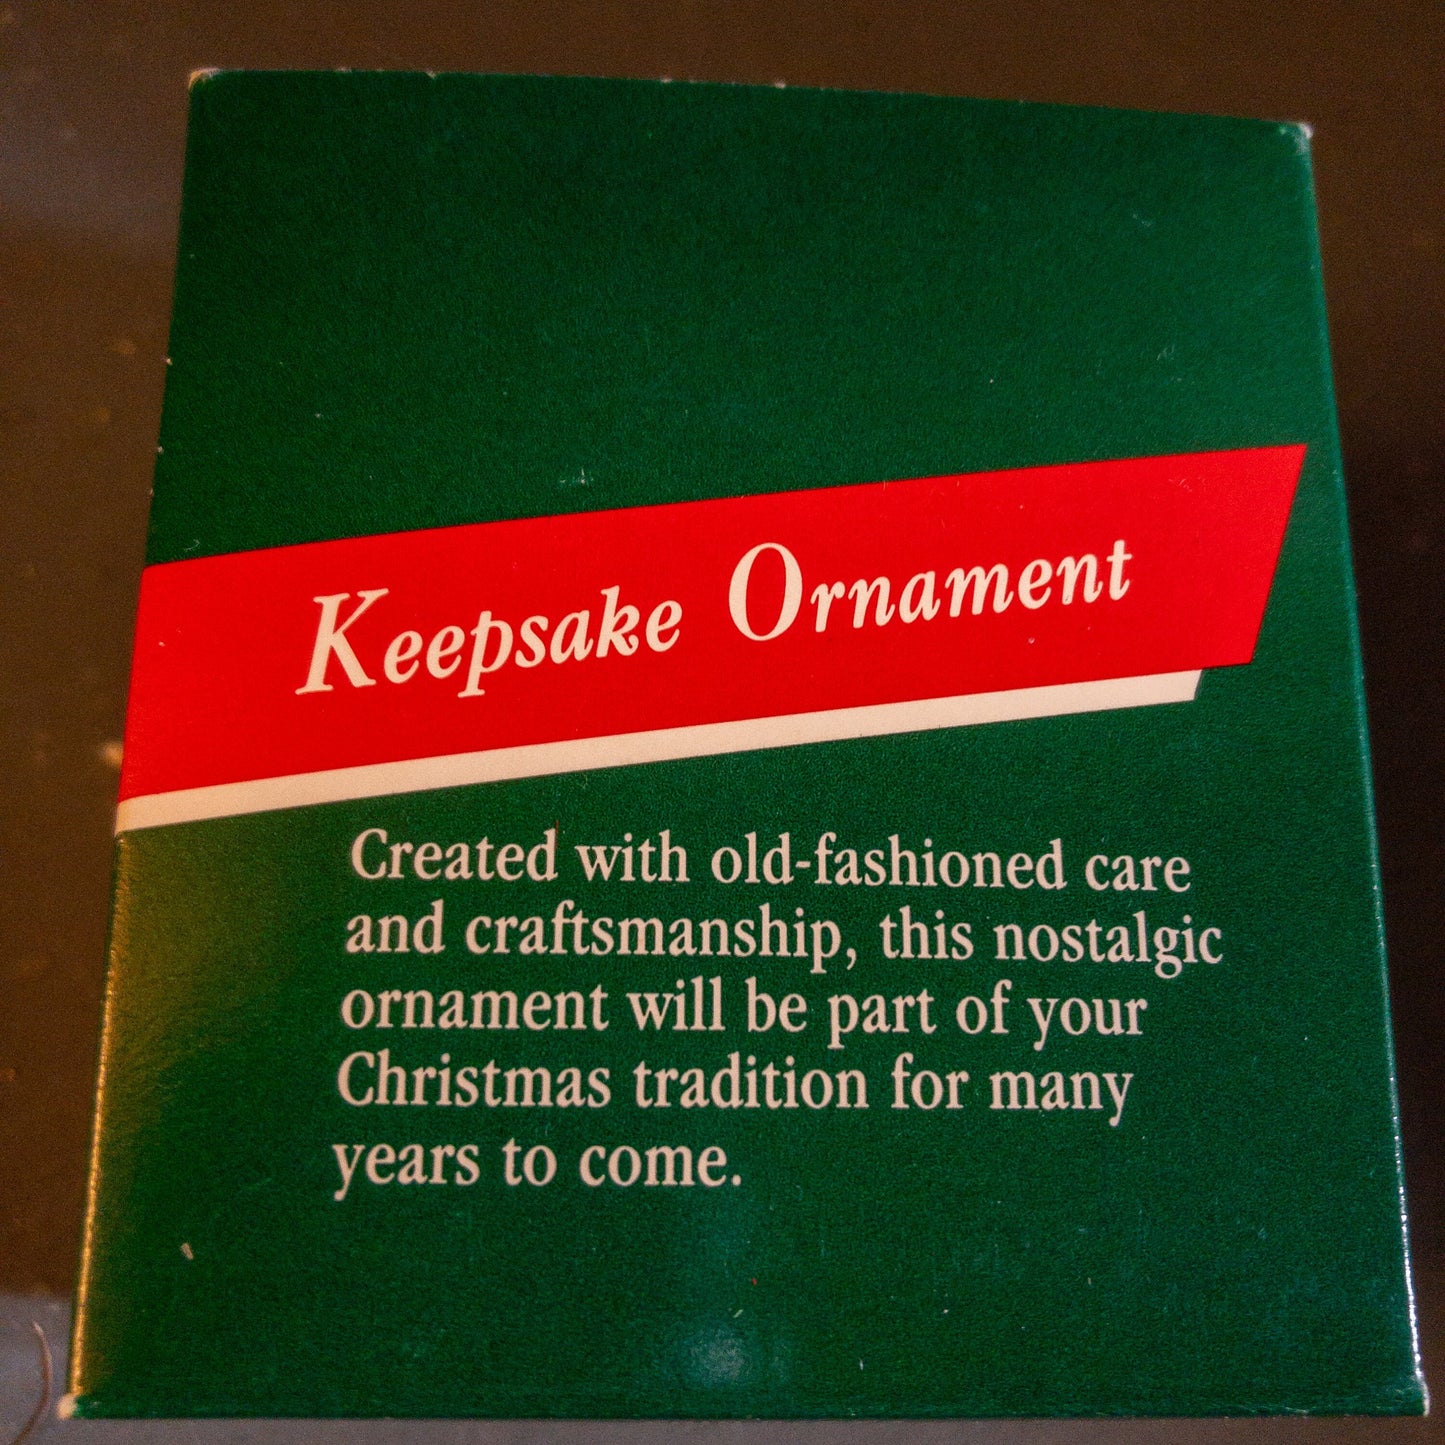 Keepsake Ornament
Created with old-fashioned care
and craftsmanship, this nostalgic
ornament will be part of your
Christmas tradition for many
years to come.